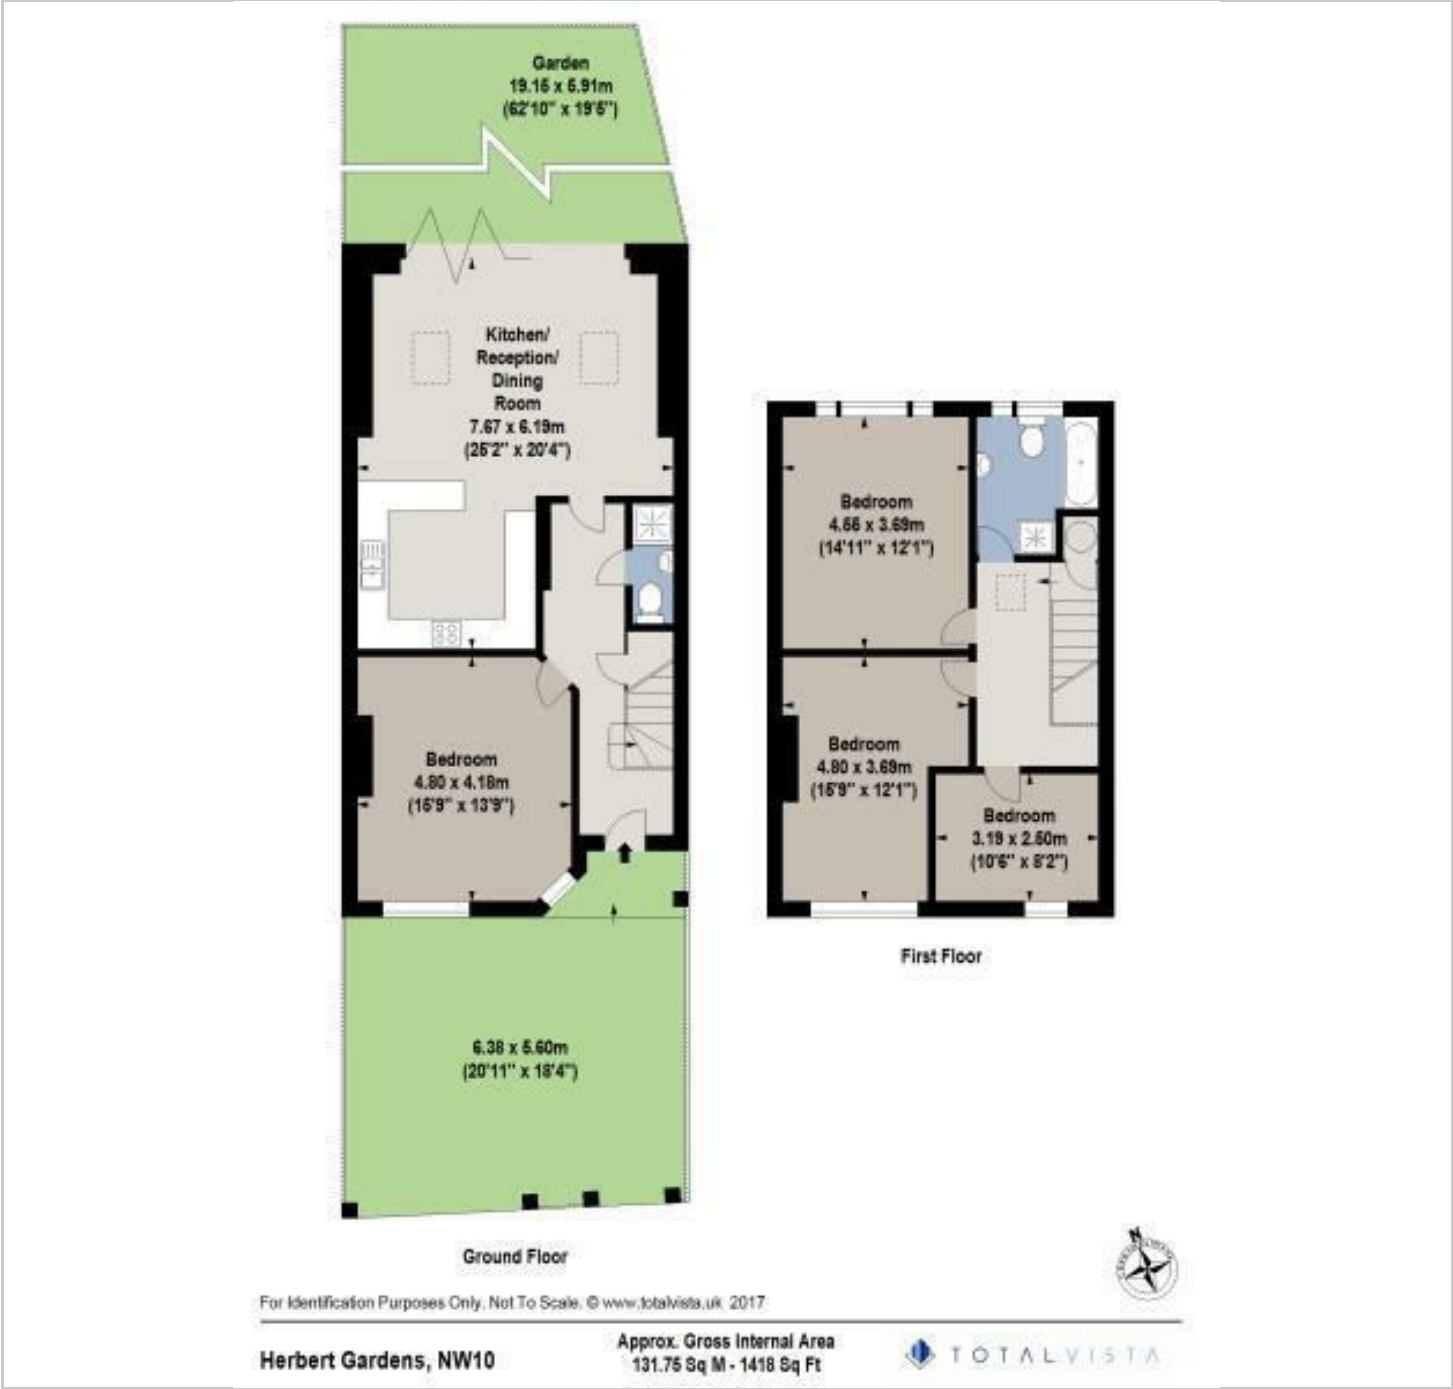 Garden
19.15 x 5.91m
(62'10" x 19'5")
Kitchen/
Reception/
Dining
Room
7.67 x 6.19m
(25'2" x 20'4")
Bedroom
4.80 x 4.18m
(15'9" x 13'9")
6.38 x 5.60m
(20'11" x 18'4")
Ground Floor
Bedroom
4.55 x 3.69m
(14'11" x 12'1")
Bedroom
4.80 x 3.69m
(15'9" x 12'1")
Bedroom
3.19 x 2.50m
(10'6" x 8'2")
First Floor
N
For Identification Purposes Only. Not To Scale. © www.totalvista.uk 2017
Herbert Gardens, NW10
Approx. Gross Internal Area
131.75 Sq M - 1418 Sq Ft
TOTALVISTA